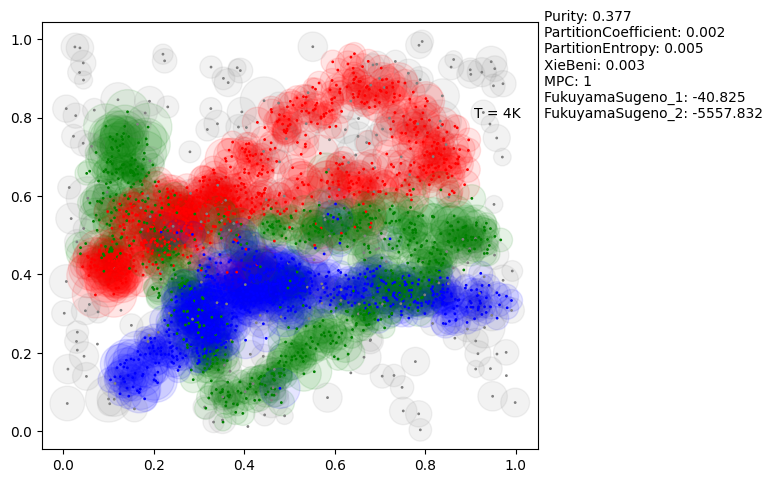 Purity: 0.377
PartitionCoefficient: 0.002
PartitionEntropy: 0.005
XieBeni: 0.003
MPC: 1
FukuyamaSugeno_1: -40.825
FukuyamaSugeno_2: -5557.832
T = 4K
1.0
0.8
0.6
0.4
0.2
0.0
0.0 0.2 0.4 0.6 0.8 1.0